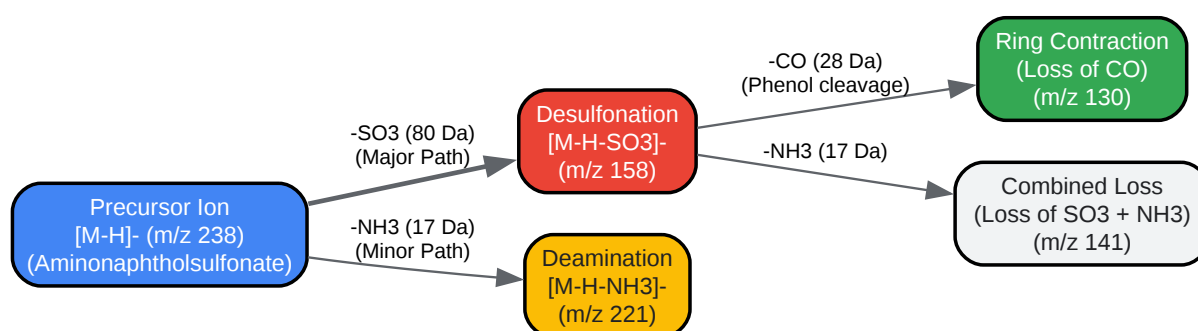 Precursor Ion
[M-H]- (m/z 238)
(Aminonaphtholsulfonate)
-SO3 (80 Da)
(Major Path)
-NH3 (17 Da)
(Minor Path)
Desulfonation
[M-H-SO3]-
(m/z 158)
Deamination
[M-H-NH3]-
(m/z 221)
-CO (28 Da)
(Phenol cleavage)
-NH3 (17 Da)
Ring Contraction
(Loss of CO)
(m/z 130)
Combined Loss
(Loss of SO3 + NH3)
(m/z 141)